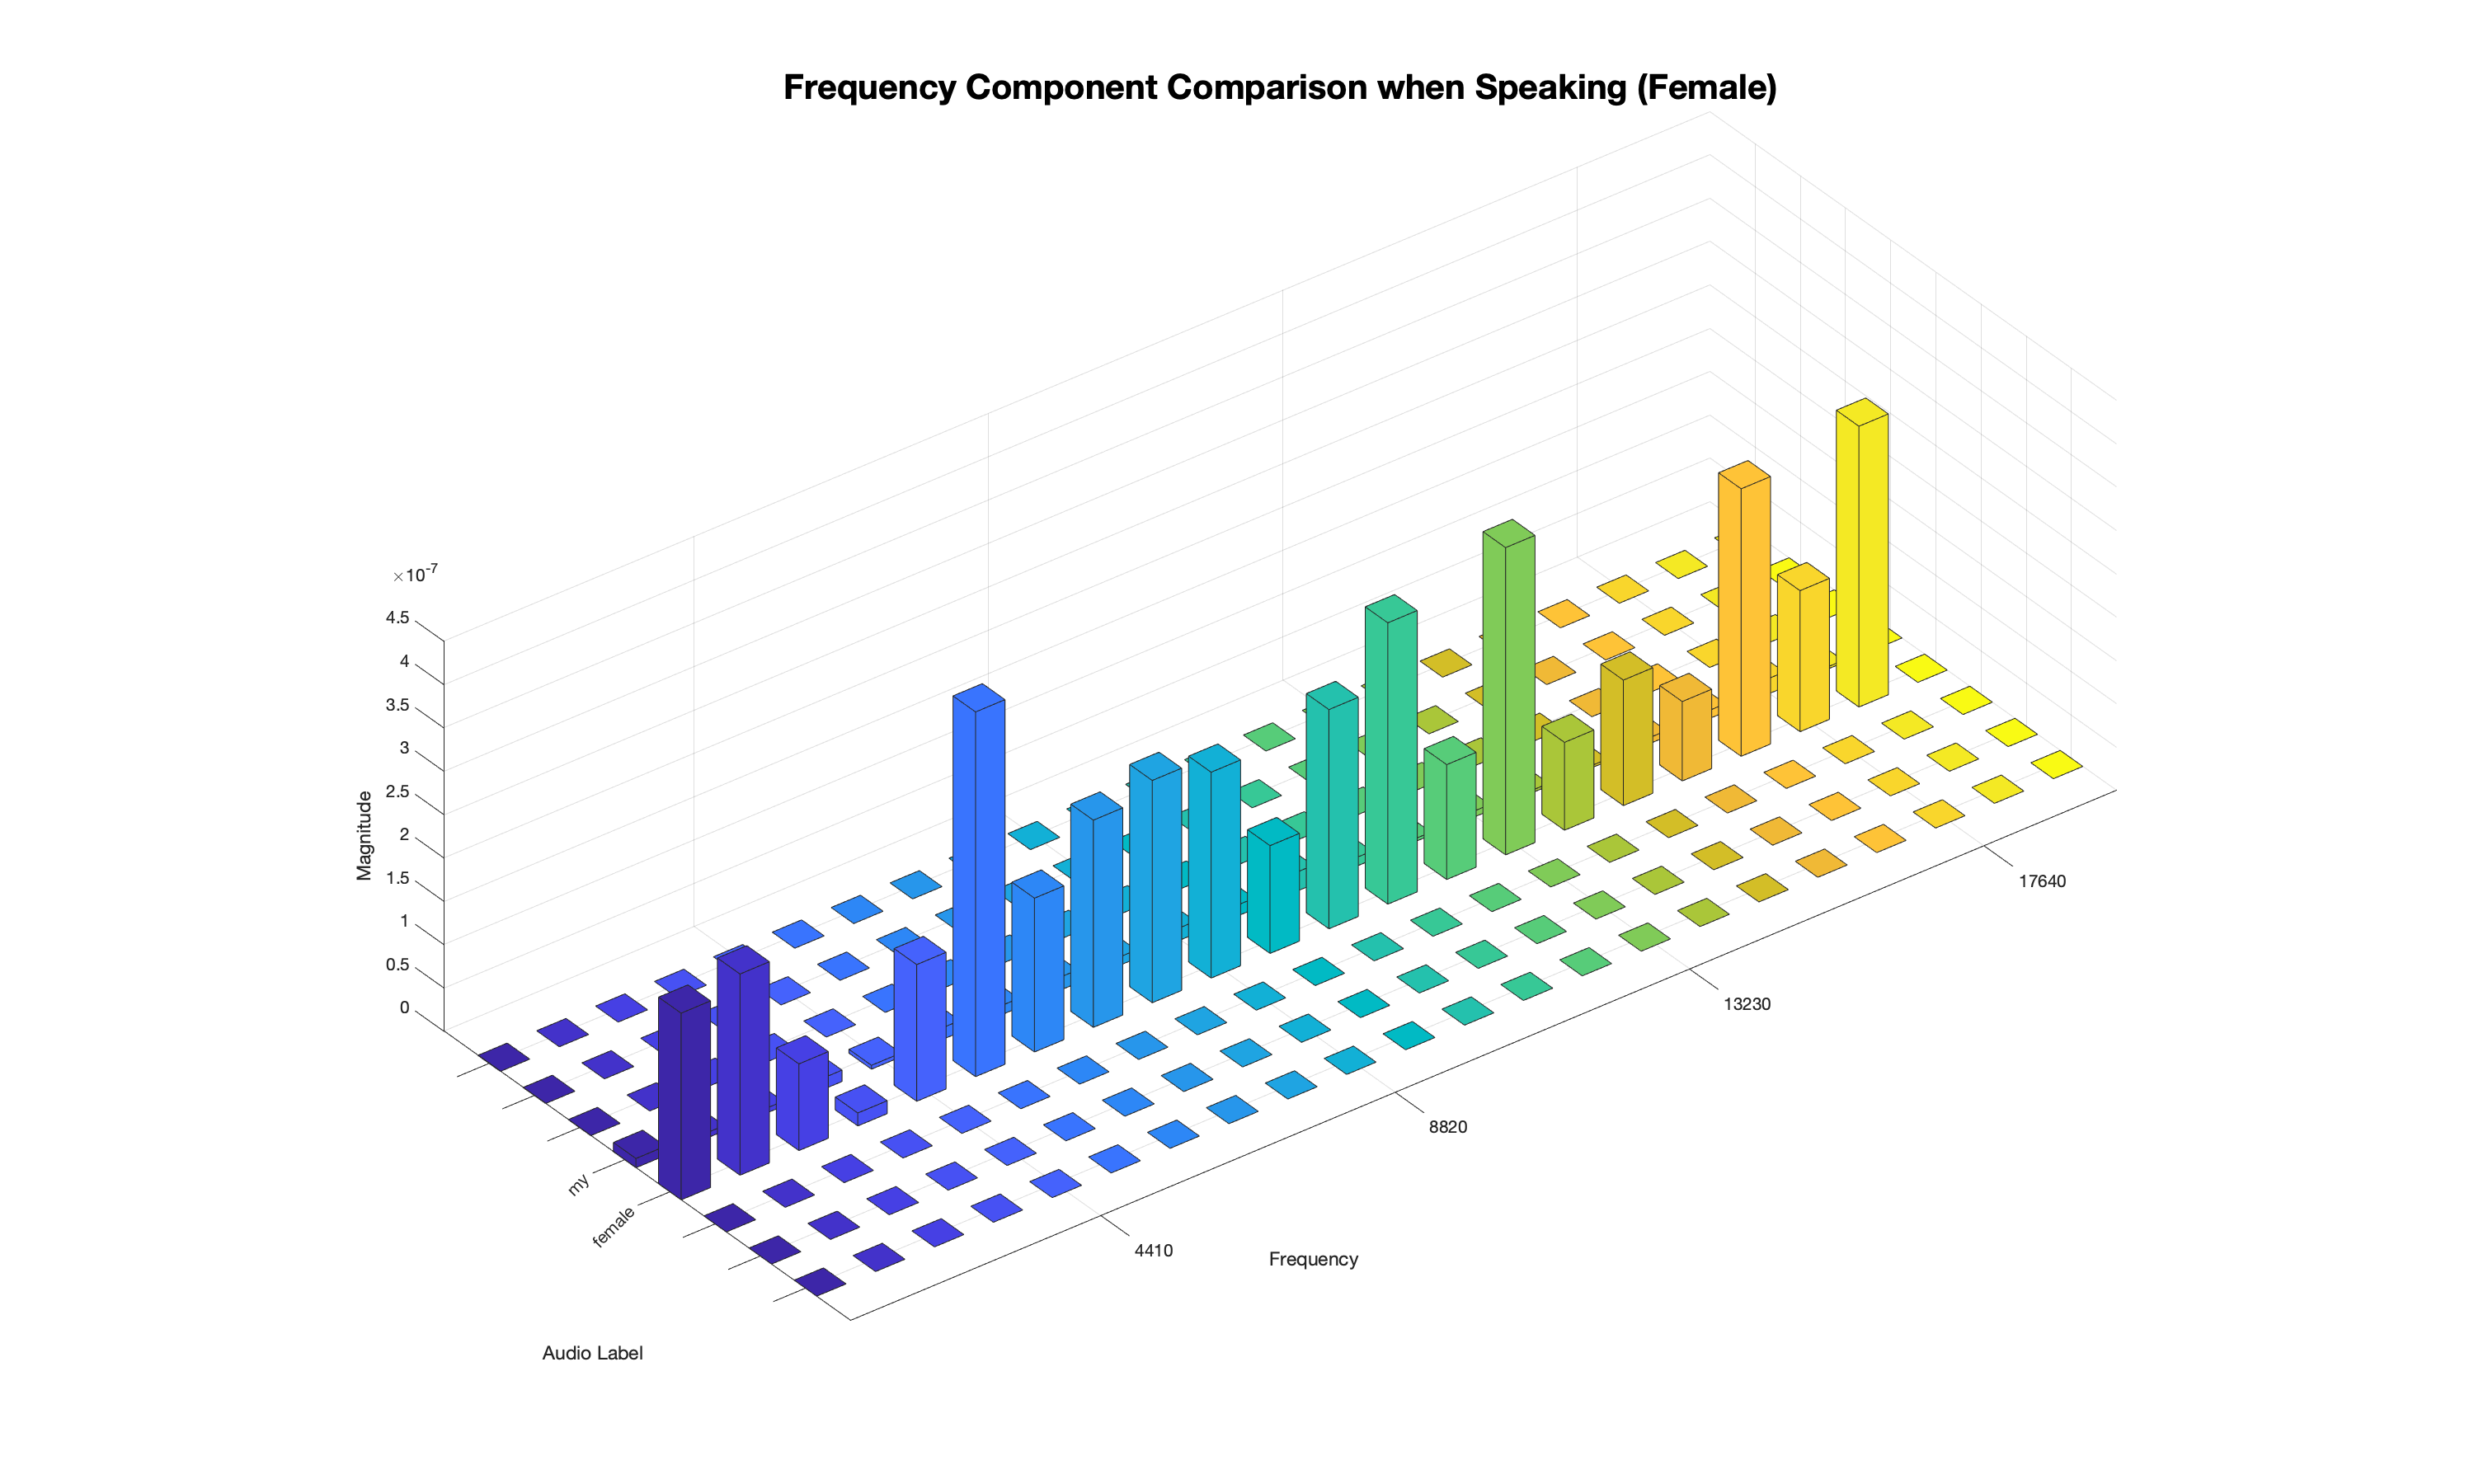 Frequency Component Comparison when Speaking (Female)
×10-7
4.5
4
3.5
3
2.5
2
1.5
1
0.5
0
Magnitude
my
female
Audio Label
4410
8820
13230
17640
Frequency